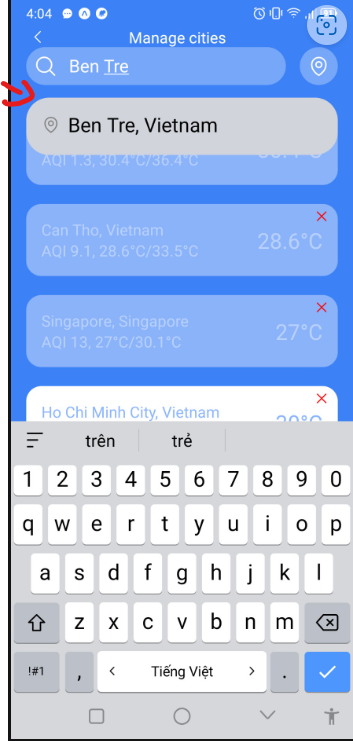 4:04
Manage cities
Ben Tre
Ben Tre, Vietnam
AQI 1.3, 30.4°C/36.4°C
Can Tho, Vietnam
AQI 9.1, 28.6°C/33.5°C
28.6°C
Singapore, Singapore
AQI 13, 27°C/30.1°C
27°C
Ho Chi Minh City, Vietnam
trên trẻ
1 2 3 4 5 6 7 8 9 0
q w e r t y u i o p
a s d f g h j k l
z x c v b n m
!#1 , < Tiếng Việt > .